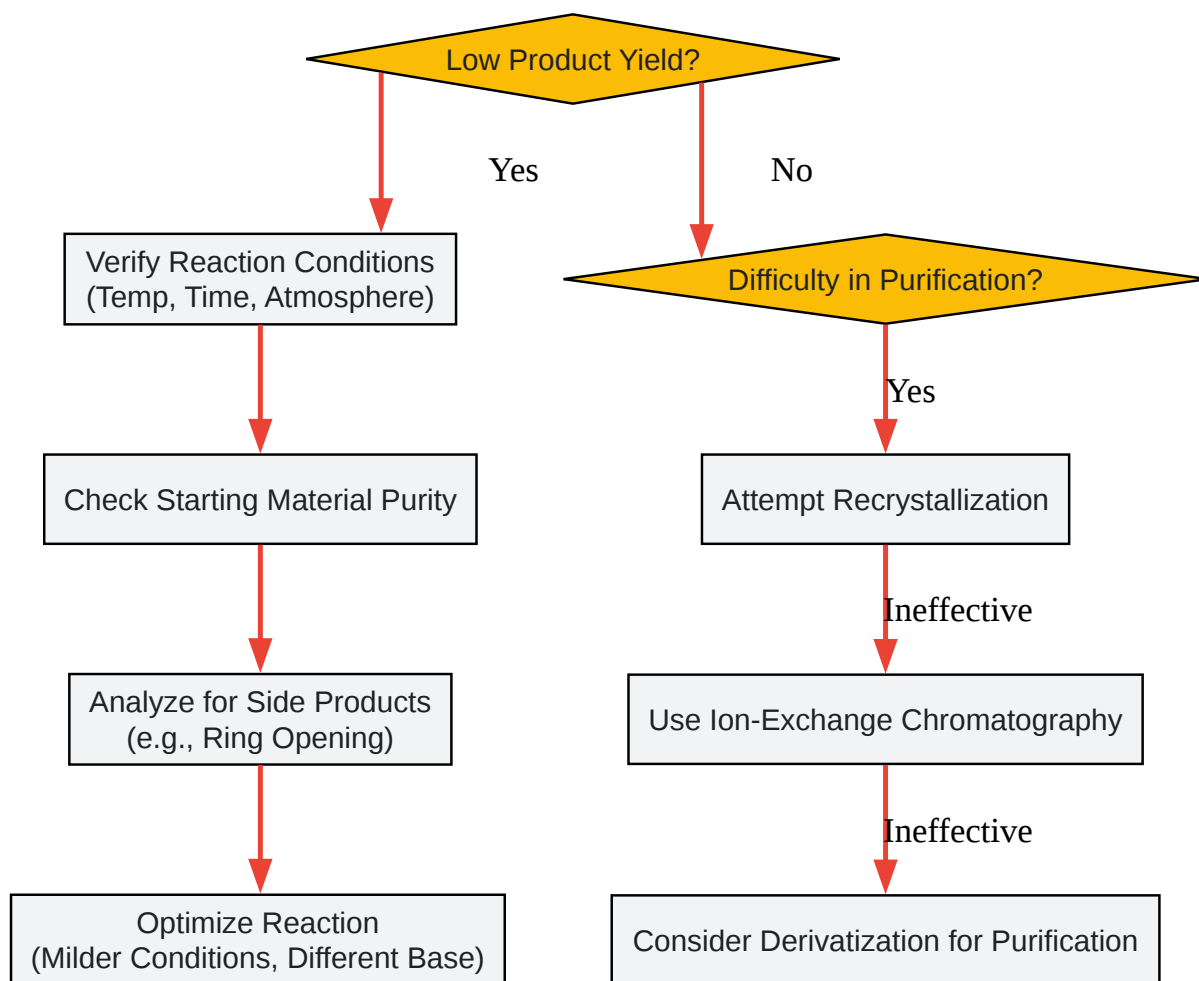 Low Product Yield?
Yes
No
Verify Reaction Conditions
(Temp, Time, Atmosphere)
Difficulty in Purification?
Yes
Check Starting Material Purity
Attempt Recrystallization
Ineffective
Analyze for Side Products
(e.g., Ring Opening)
Use Ion-Exchange Chromatography
Ineffective
Optimize Reaction
(Milder Conditions, Different Base)
Consider Derivatization for Purification